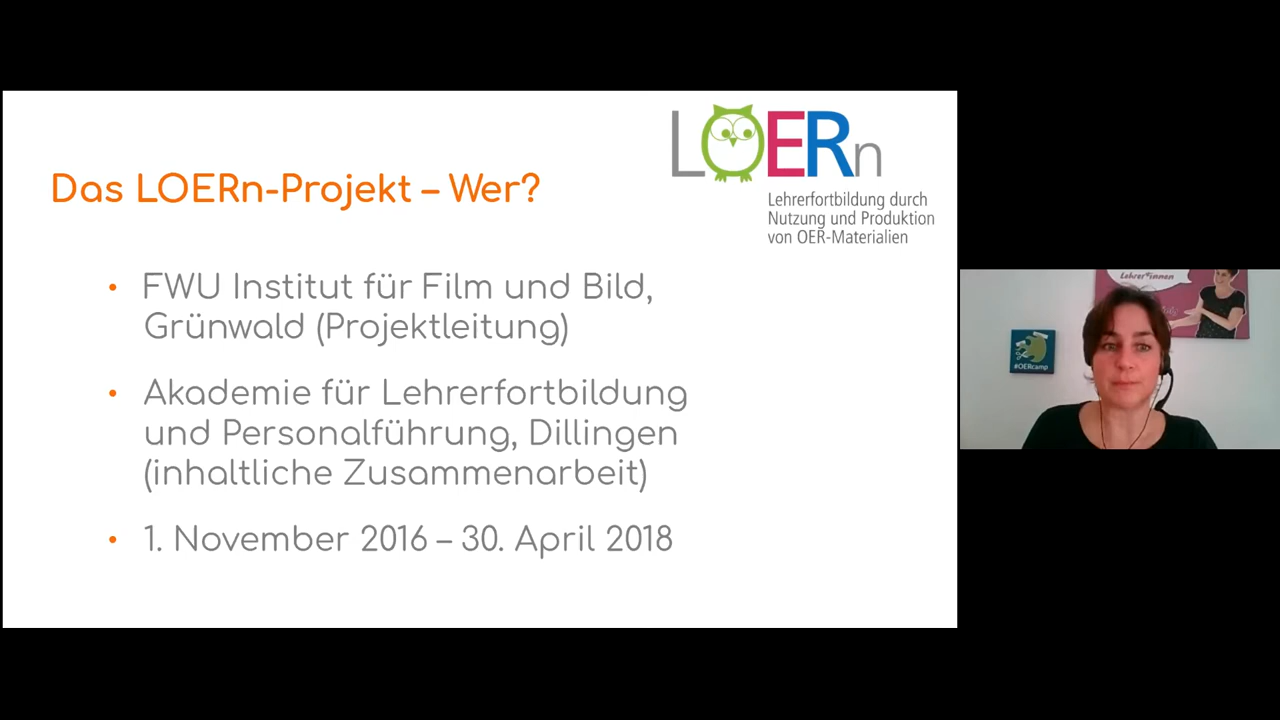 LOERn
Lehrerfortbildung durch
Nutzung und Produktion
von OER-Materialien
Das LOERn-Projekt – Wer?
• FWU Institut für Film und Bild,
Grünwald (Projektleitung)
• Akademie für Lehrerfortbildung
und Personalführung, Dillingen
(inhaltliche Zusammenarbeit)
• 1. November 2016 – 30. April 2018
Lehrer*innen
#OERcamp